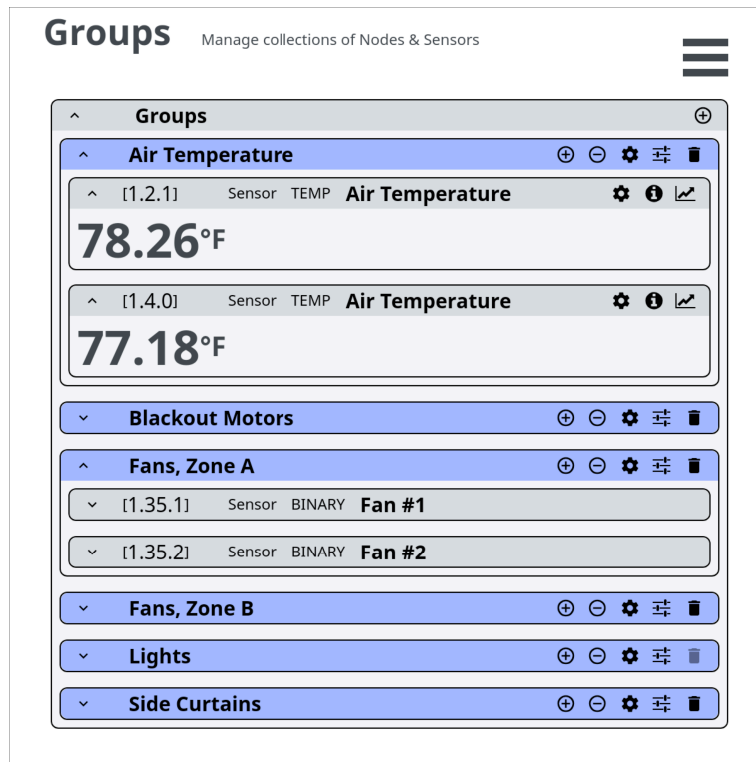 Groups Manage collections of Nodes & Sensors
Groups
Air Temperature
[1.2.1] Sensor TEMP Air Temperature
78.26°F
[1.4.0] Sensor TEMP Air Temperature
77.18°F
Blackout Motors
Fans, Zone A
[1.35.1] Sensor BINARY Fan #1
[1.35.2] Sensor BINARY Fan #2
Fans, Zone B
Lights
Side Curtains